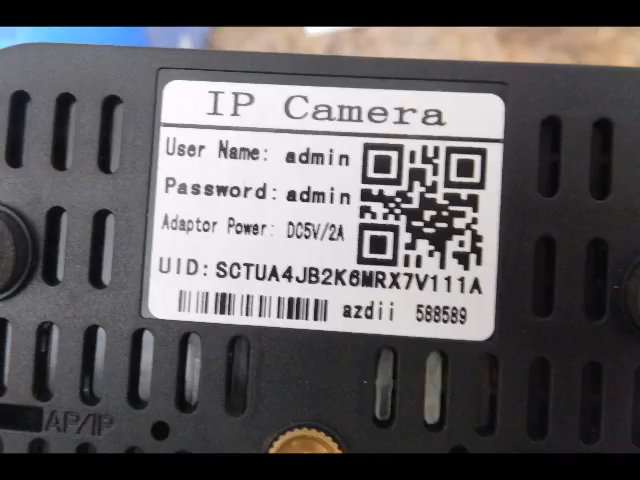 IP Camera
User Name: admin
Password: admin
Adaptor Power: DC5V/2A
UID: SCTUA4JB2K6MRX7V111A
azdii 588589
AP/IP